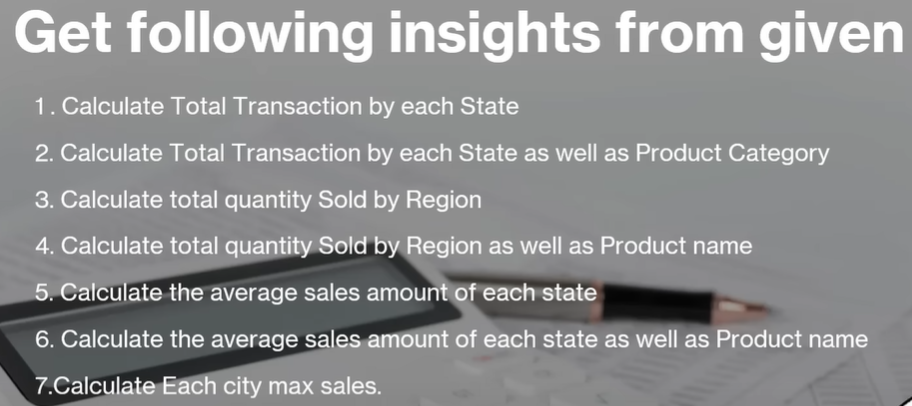 Get following insights from given
1. Calculate Total Transaction by each State
2. Calculate Total Transaction by each State as well as Product Category
3. Calculate total quantity Sold by Region
4. Calculate total quantity Sold by Region as well as Product name
5. Calculate the average sales amount of each state
6. Calculate the average sales amount of each state as well as Product name
7.Calculate Each city max sales.